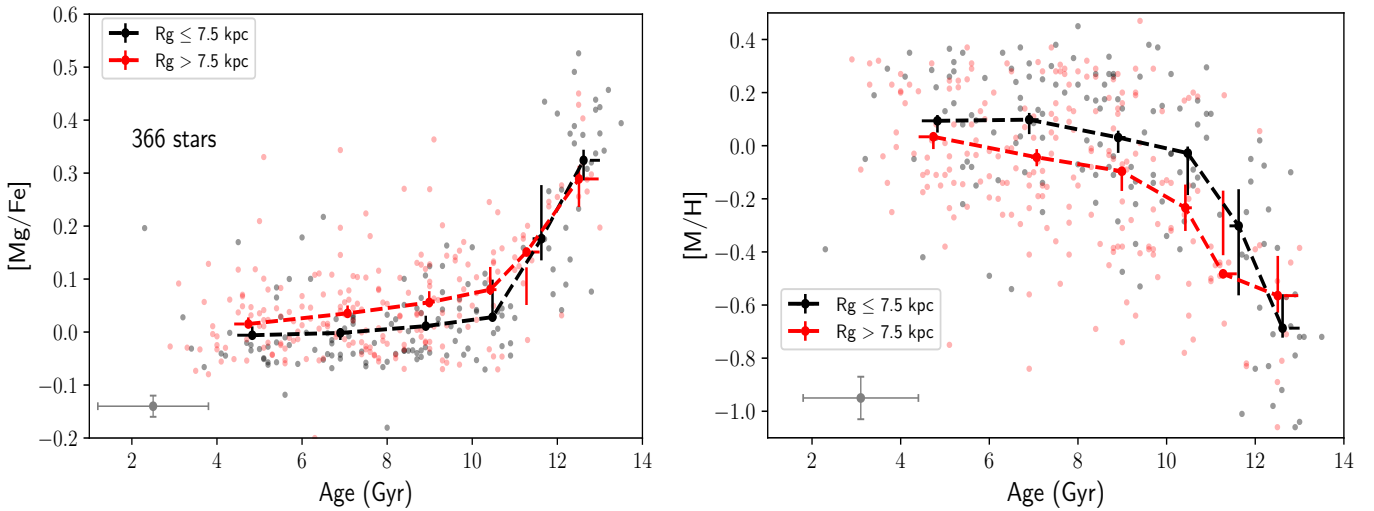 0.6
0.5
0.4
0.3
0.2
0.1
0.0
−0.1
−0.2
[Mg/Fe]
Rg ≤ 7.5 kpc
Rg > 7.5 kpc
366 stars
2 4 6 8 10 12 14
Age (Gyr)
0.4
0.2
0.0
−0.2
−0.4
−0.6
−0.8
−1.0
[M/H]
Rg ≤ 7.5 kpc
Rg > 7.5 kpc
2 4 6 8 10 12 14
Age (Gyr)